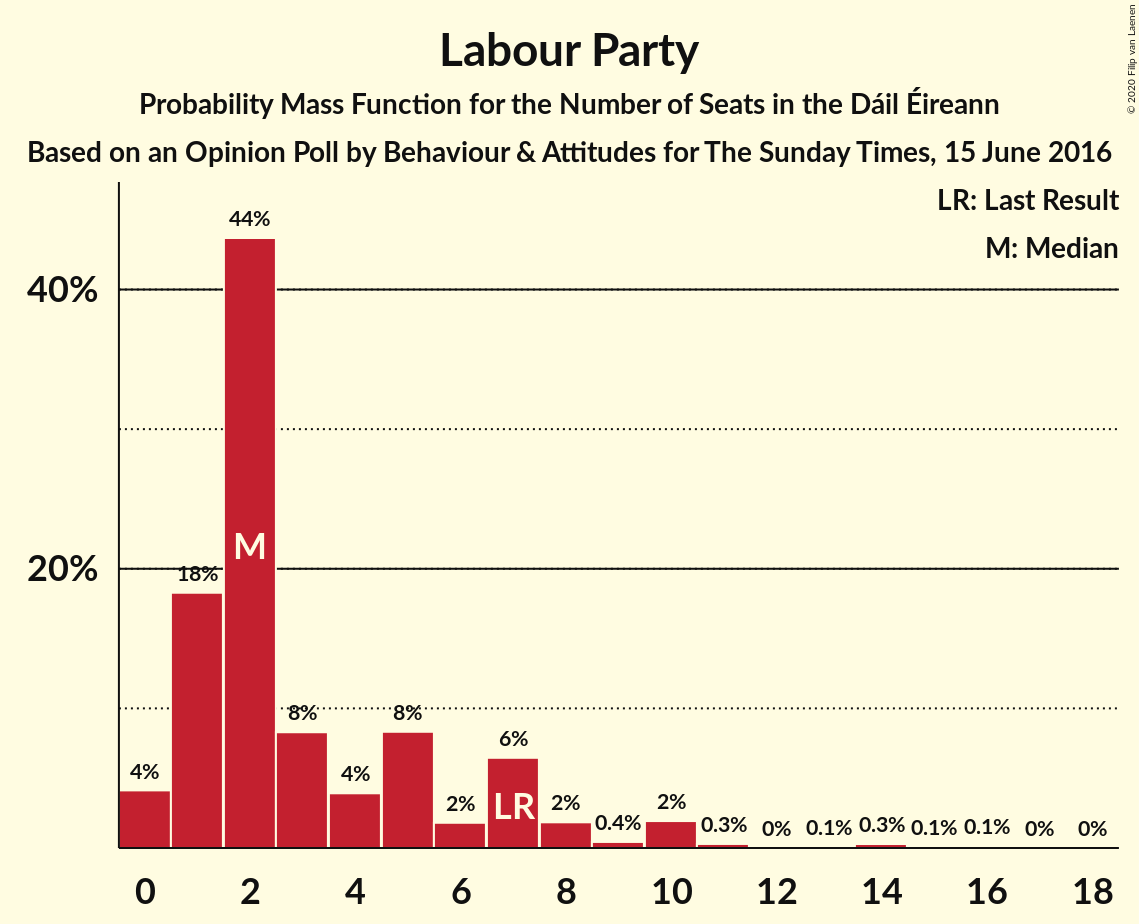 Labour Party
Probability Mass Function for the Number of Seats in the Dáil Éireann
Based on an Opinion Poll by Behaviour & Attitudes for The Sunday Times, 15 June 2016
© 2020 Filip van Laenen
LR: Last Result
M: Median
40%
20%
4%
18%
44%
M
8%
4%
8%
2%
6%
LR
2%
0.4%
2%
0.3%
0%
0.1%
0.3%
0.1%
0.1%
0%
0%
0 2 4 6 8 10 12 14 16 18